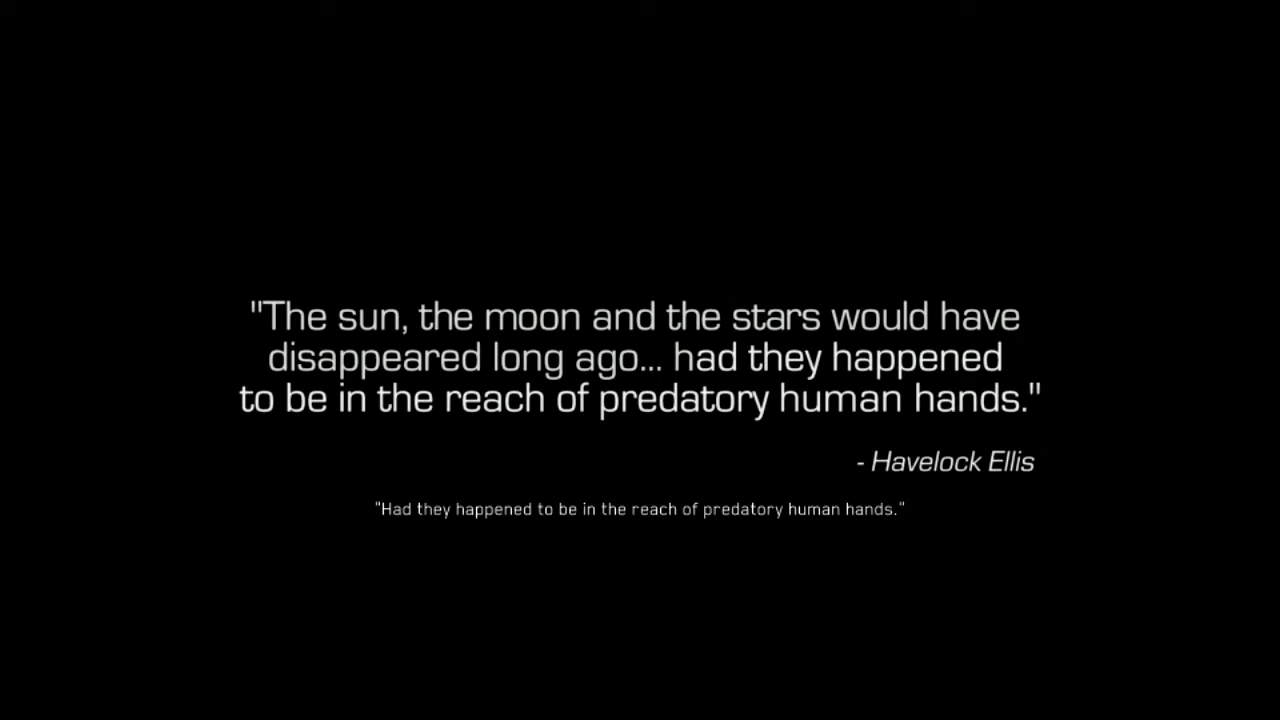 "The sun, the moon and the stars would have
disappeared long ago... had they happened
to be in the reach of predatory human hands."
- Havelock Ellis
"Had they happened to be in the reach of predatory human hands."